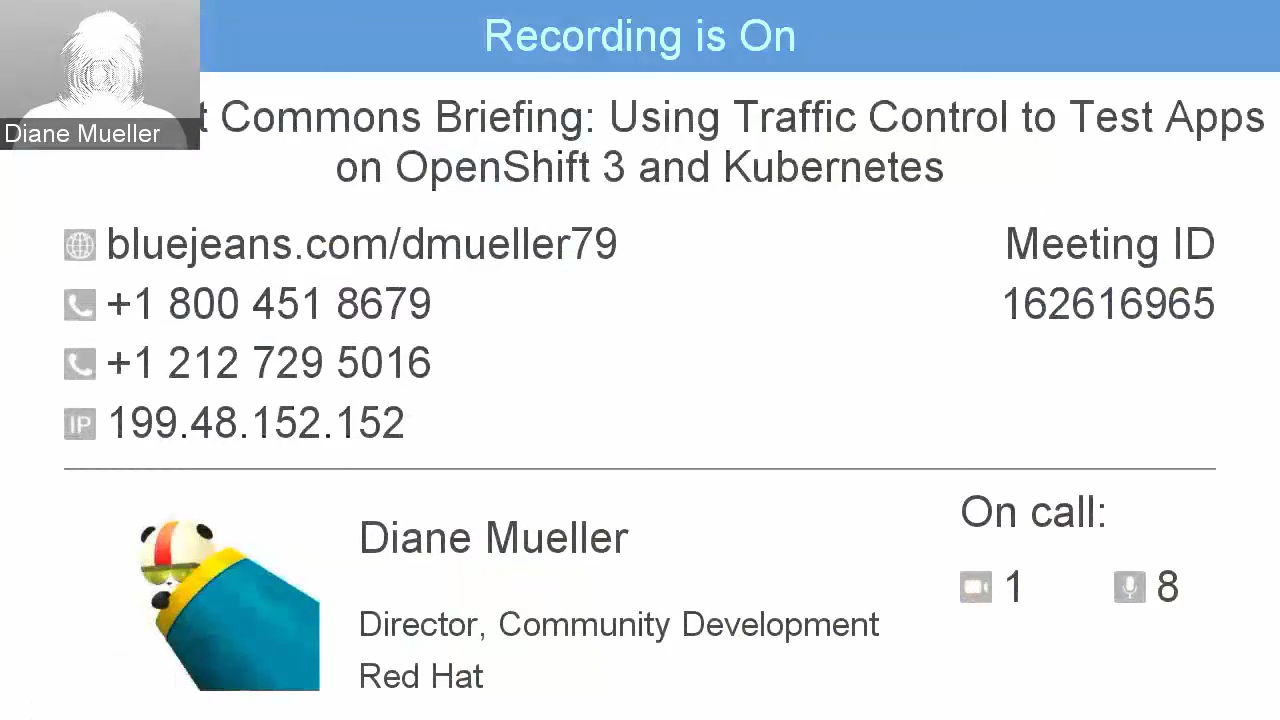 Recording is On
Diane Mueller
t Commons Briefing: Using Traffic Control to Test Apps
on OpenShift 3 and Kubernetes
bluejeans.com/dmueller79
Meeting ID
+1 800 451 8679
162616965
+1 212 729 5016
IP 199.48.152.152
Diane Mueller
On call:
1 8
Director, Community Development
Red Hat